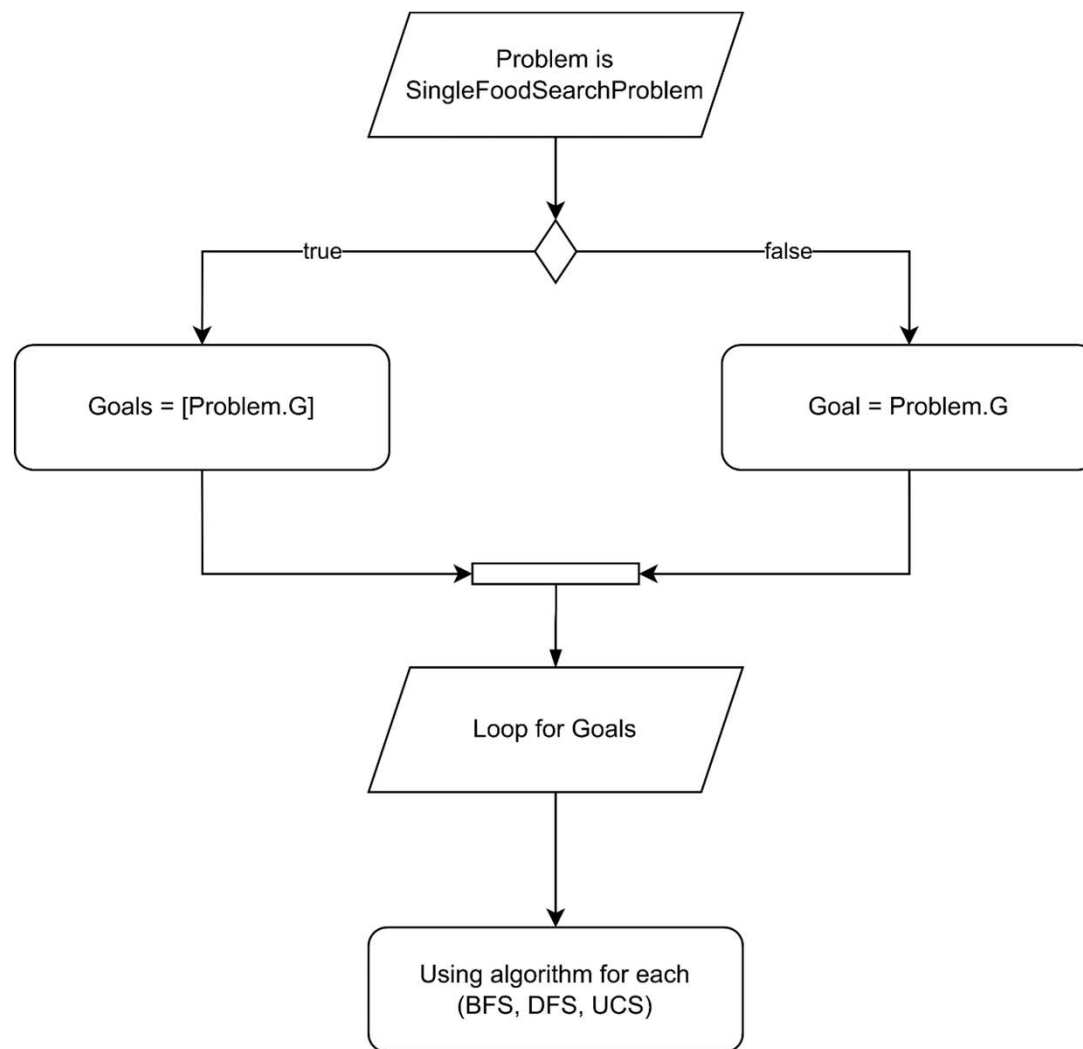 Problem is
SingleFoodSearchProblem
true
false
Goals = [Problem.G]
Goal = Problem.G
Loop for Goals
Using algorithm for each
(BFS, DFS, UCS)